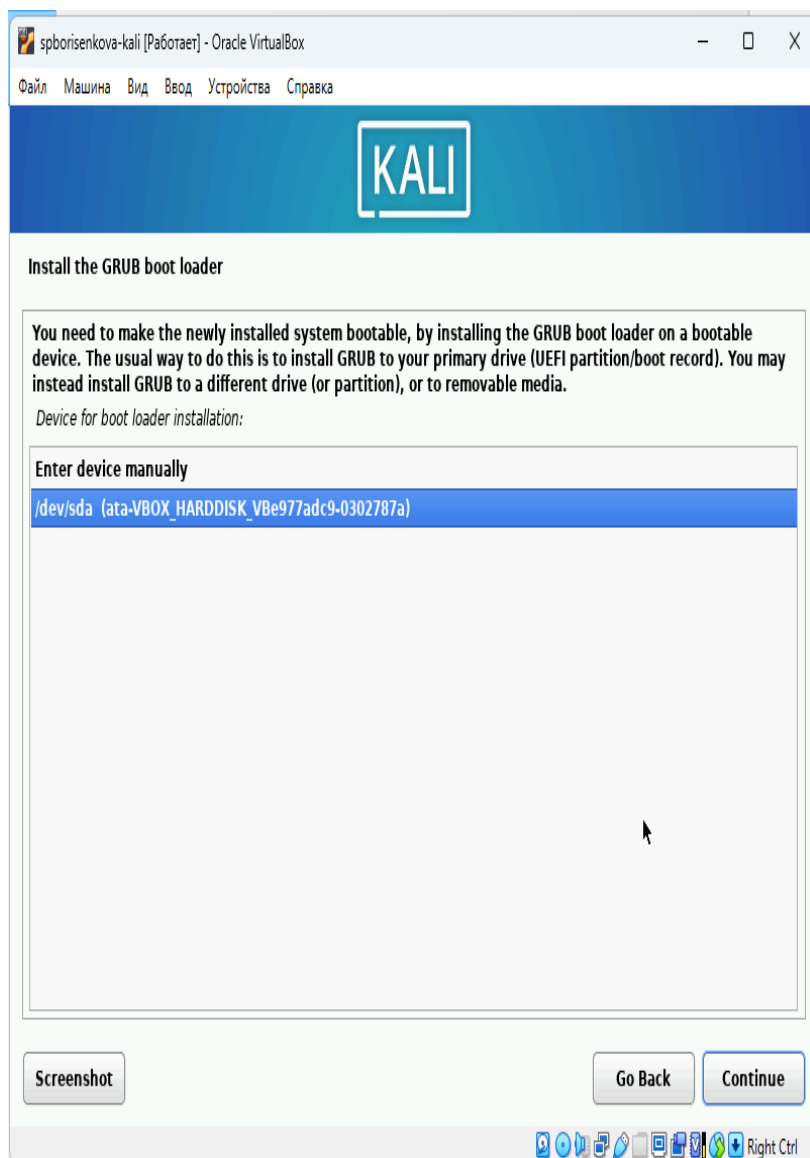 spborisenkova-kali [Работает] - Oracle VirtualBox
Файл Машина Вид Ввод Устройства Справка
KALI
Install the GRUB boot loader
You need to make the newly installed system bootable, by installing the GRUB boot loader on a bootable
device. The usual way to do this is to install GRUB to your primary drive (UEFI partition/boot record). You may
instead install GRUB to a different drive (or partition), or to removable media.
Device for boot loader installation:
Enter device manually
/dev/sda (ata-VBOX_HARDDISK_VBe977adc9-0302787a)
Screenshot Go Back Continue
Right Ctrl